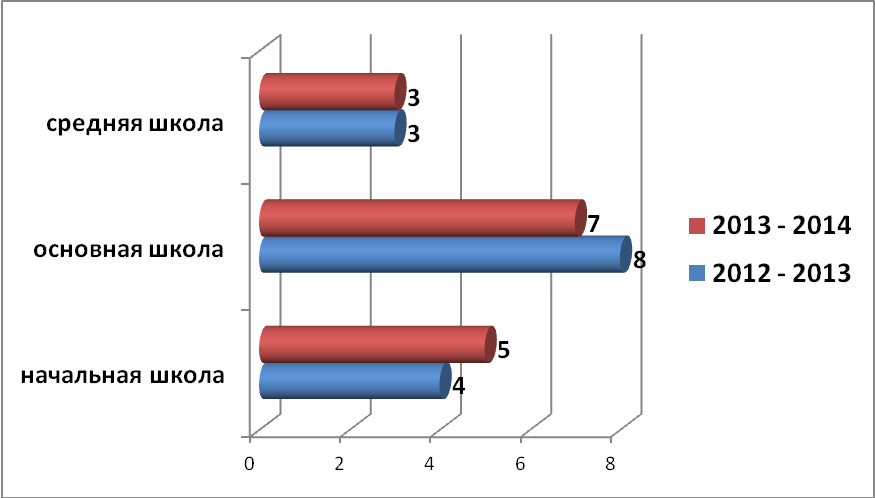 средняя школа
3
3
основная школа
7
8
начальная школа
5
4
0 2 4 6 8
2013 - 2014
2012 - 2013